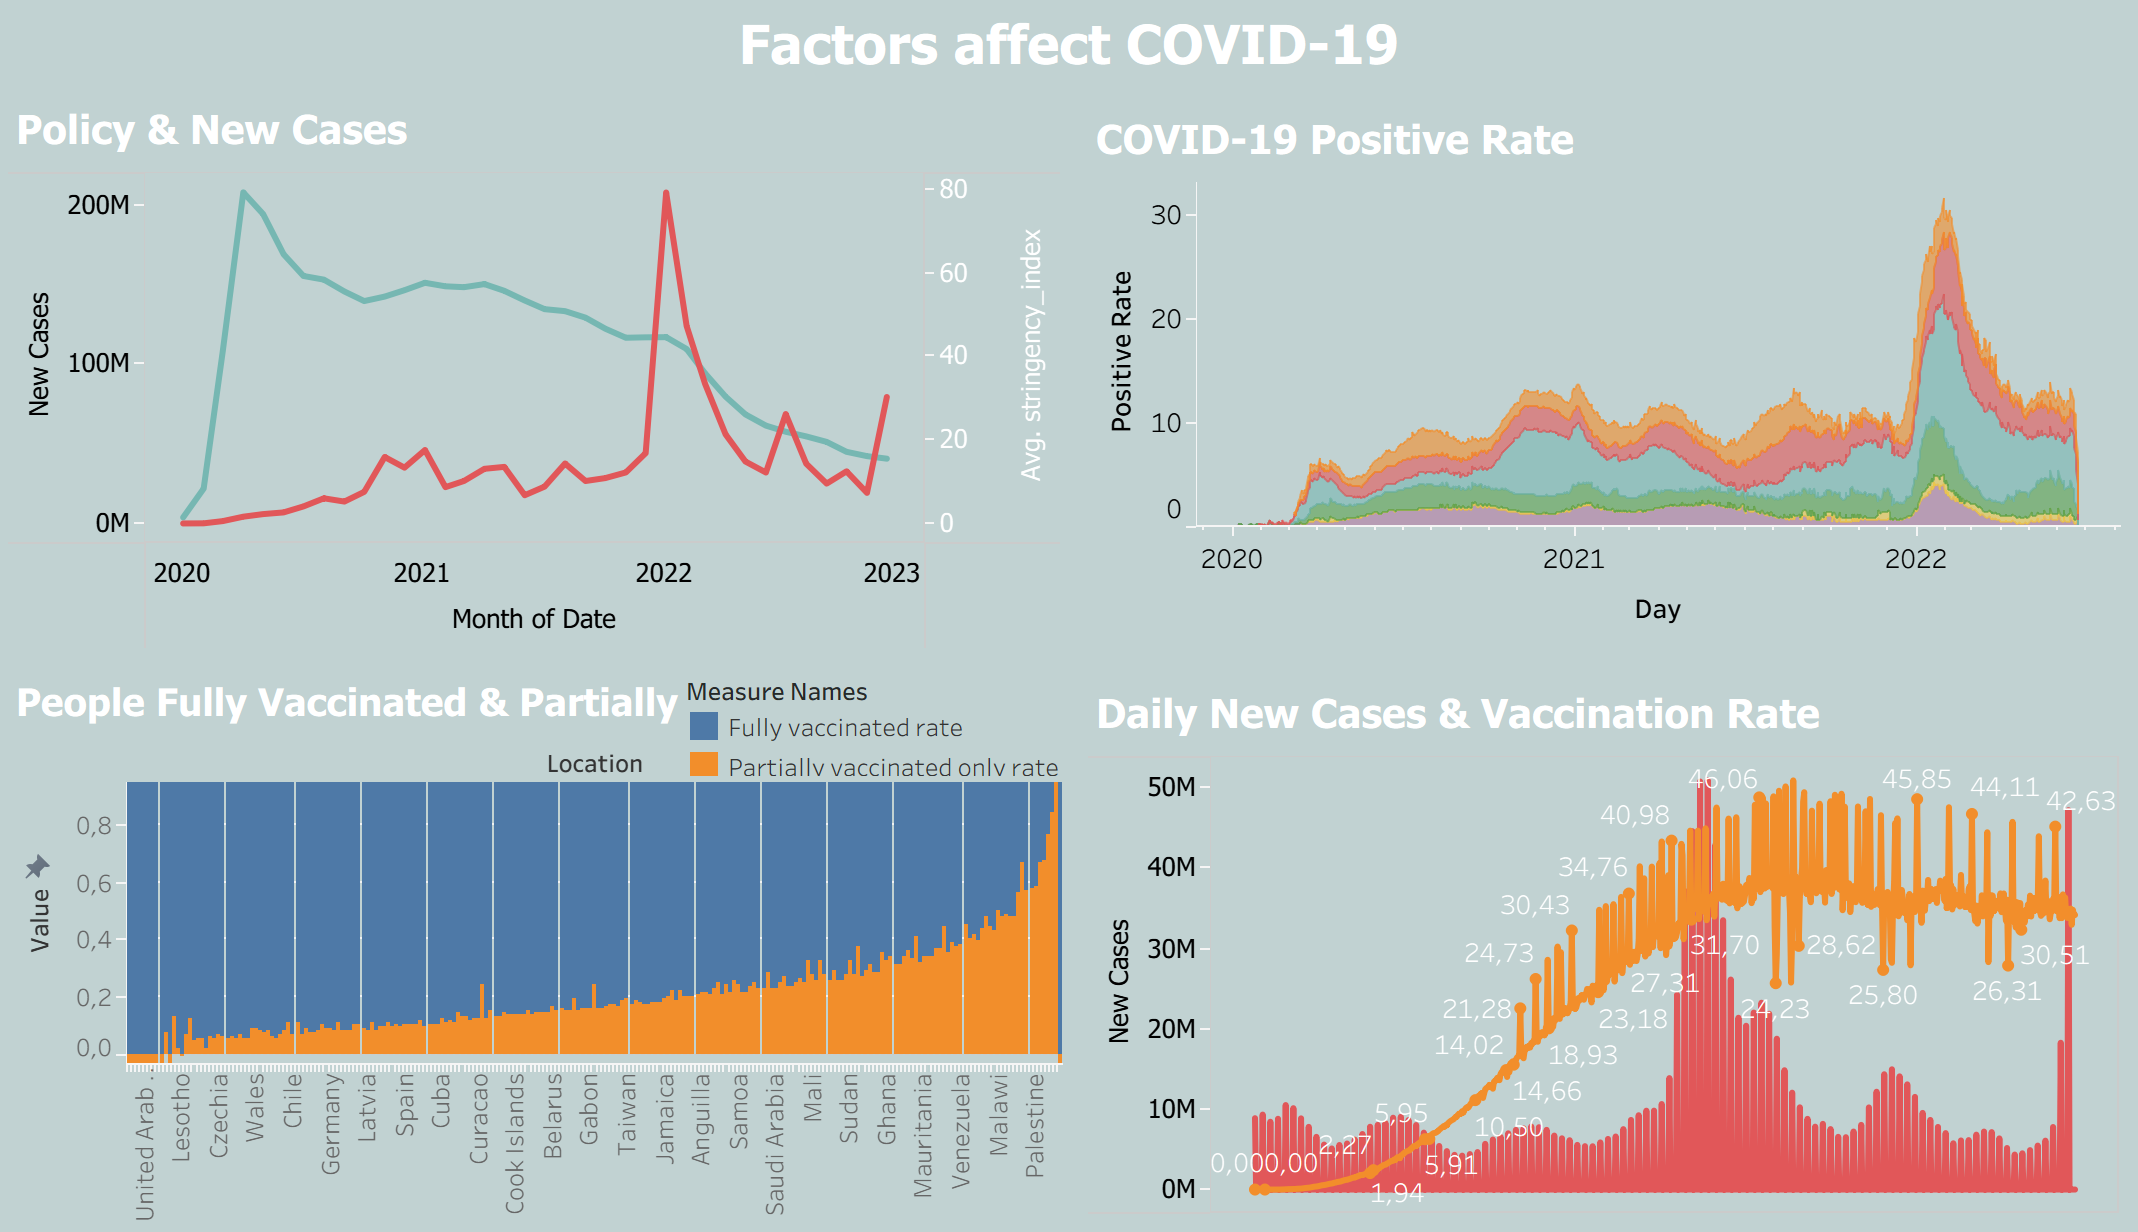 Factors affect COVID-19
Policy & New Cases
200M
100M
0M
New Cases
80
60
40
20
0
Avg. stringency_index
2020
2021
2022
2023
Month of Date
COVID-19 Positive Rate
30
20
10
0
Positive Rate
2020
2021
2022
Day
People Fully Vaccinated & Partially
Measure Names
Fully vaccinated rate
Partially vaccinated only rate
Location
0,8
0,6
0,4
0,2
0,0
Value
United Arab ..
Lesotho
Czechia
Wales
Chile
Germany
Latvia
Spain
Cuba
Curacao
Cook Islands
Belarus
Gabon
Taiwan
Jamaica
Anguilla
Samoa
Saudi Arabia
Mali
Sudan
Ghana
Mauritania
Venezuela
Malawi
Palestine
Daily New Cases & Vaccination Rate
50M
40M
30M
20M
10M
0M
New Cases
46,06
45,85
44,11
42,63
40,98
34,76
30,43
24,73
31,70
28,62
30,51
27,31
25,80
26,31
21,28
23,18
24,23
14,02
18,93
14,66
5,95
10,50
2,27
0,000,00
5,91
1,94